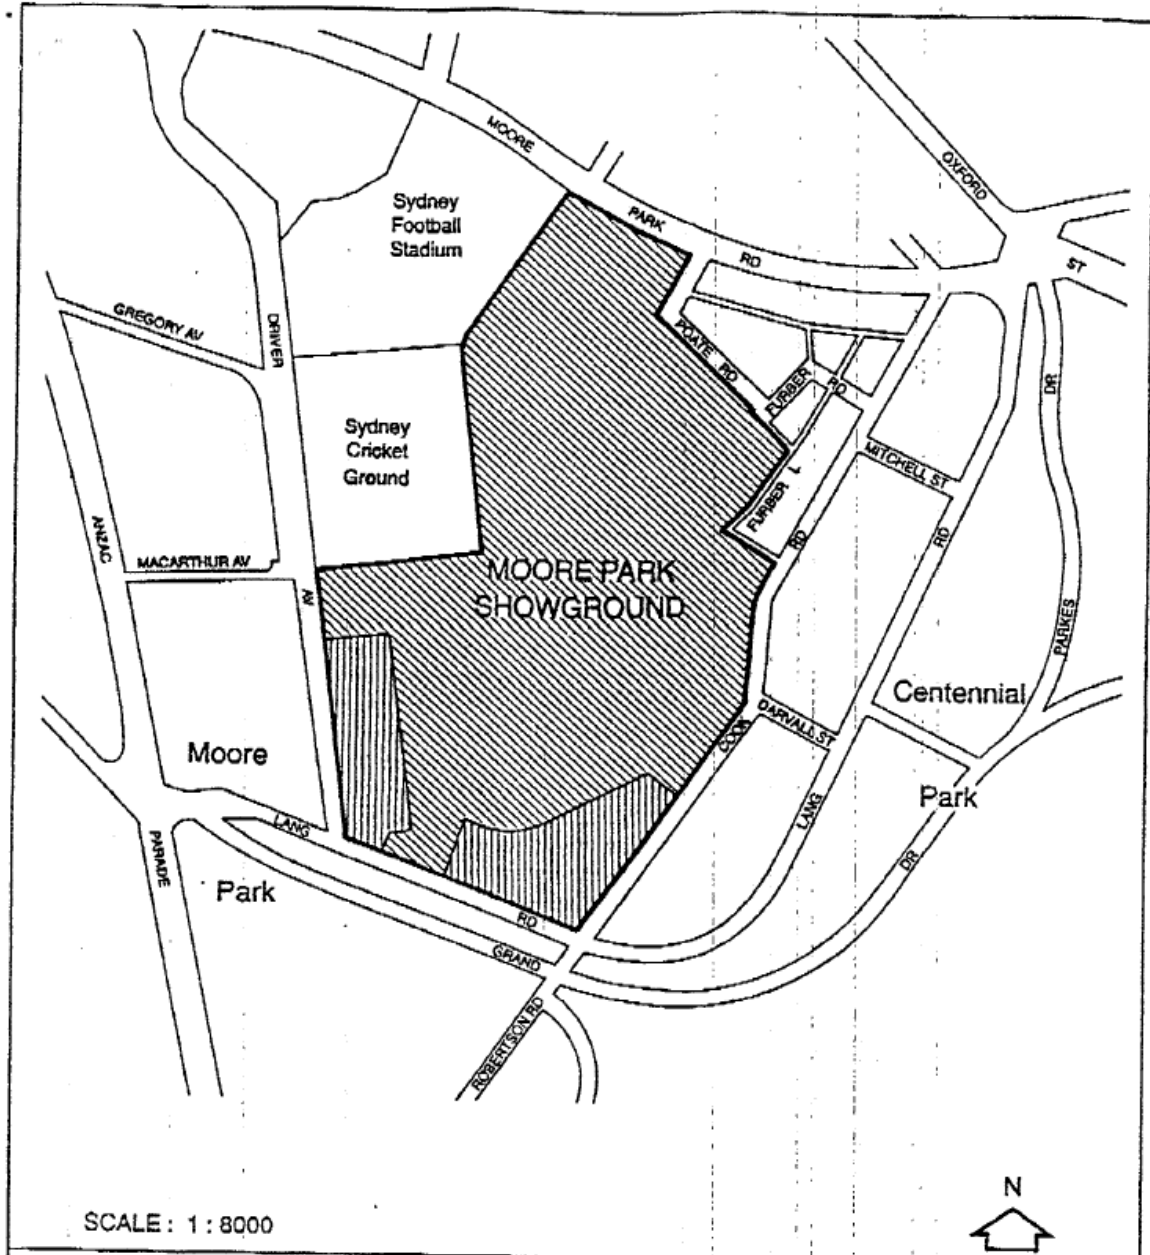 MOORE
PARK
RD
OXFORD
ST
Sydney
Football
Stadium
GREGORY AV
DRIVER
AV
POATE RD
FURBER
RD
DR
PARKES
Sydney
Cricket
Ground
MITCHELL ST
FURBER L
RD
RD
ANZAC
MACARTHUR AV
MOORE PARK
SHOWGROUND
Centennial
Park
DARVALL ST
COOK
LANG
DR
Moore
Park
LANG
RD
PARADE
GRAND
ROBERTSON RD
SCALE : 1 : 8000
N